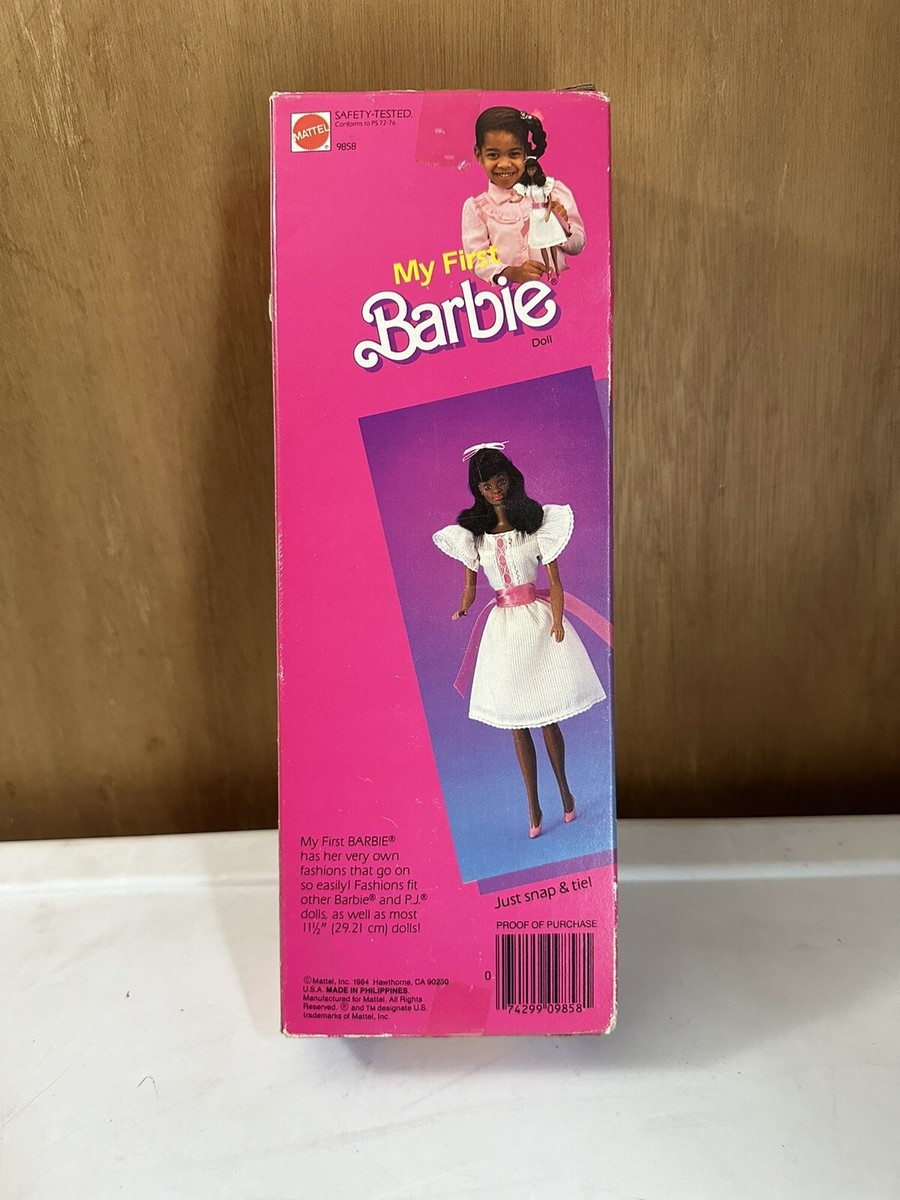 MATTEL
®
SAFETY-TESTED.
Conforms to PS 72-76.
9858
My First
Barbie®
Doll
My First BARBIE®
has her very own
fashions that go on
so easily! Fashions fit
other Barbie® and P.J.®
dolls, as well as most
11½" (29.21 cm) dolls!
Just snap & tie!
PROOF OF PURCHASE
0
74299 09858
©Mattel, Inc. 1984 Hawthorne, CA 90250
U.S.A. MADE IN PHILIPPINES.
Manufactured for Mattel. All Rights
Reserved. ® and TM designate U.S.
trademarks of Mattel, Inc.